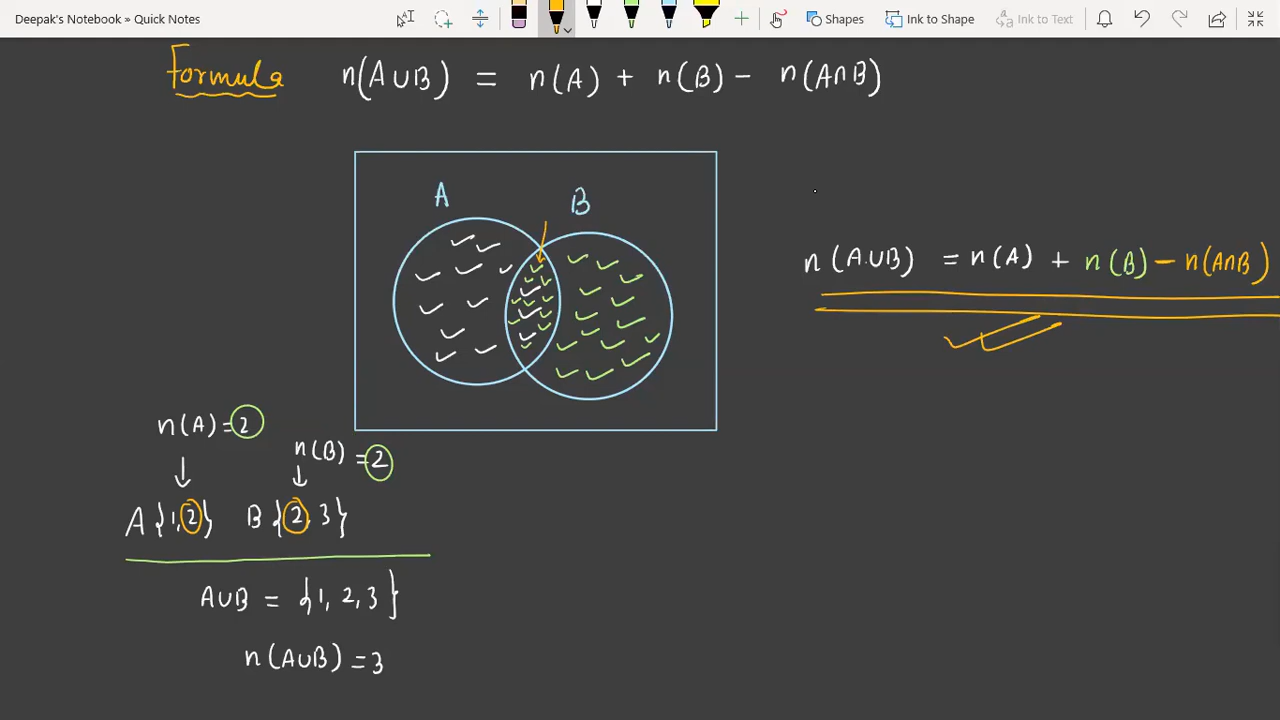 Deepak's Notebook » Quick Notes
Shapes
Ink to Shape
Ink to Text
Formula n(A∪B) = n(A) + n(B) − n(A∩B)
A B
n(A∪B) = n(A) + n(B) − n(A∩B)
n(A) = 2
n(B) = 2
A {1, 2} B {2, 3}
A∪B = {1, 2, 3}
n(A∪B) = 3